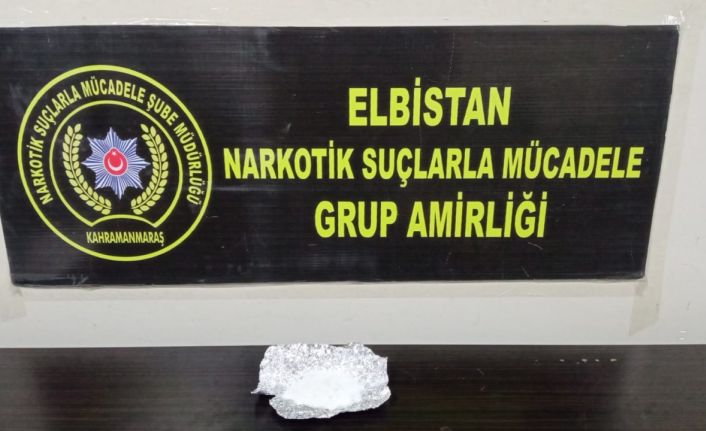 NARKOTİK SUÇLARLA MÜCADELE ŞUBE MÜDÜRLÜĞÜ
KAHRAMANMARAŞ
ELBİSTAN
NARKOTİK SUÇLARLA MÜCADELE
GRUP AMİRLİĞİ